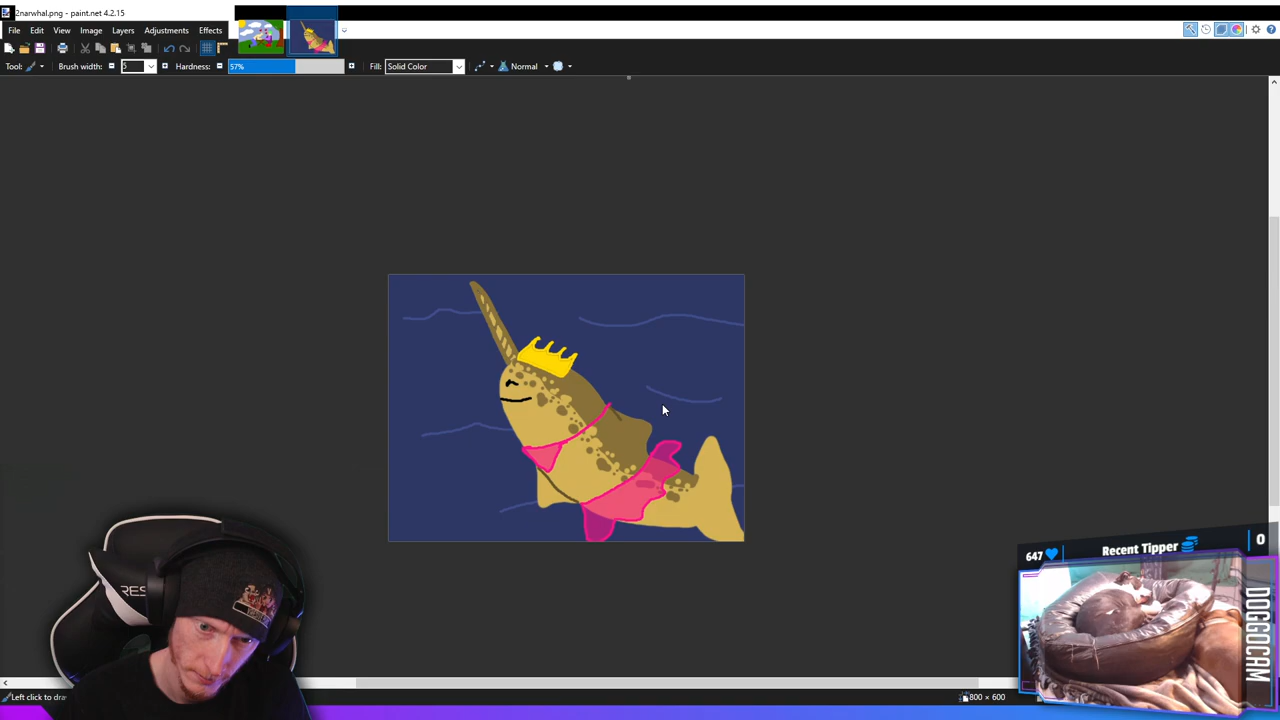 2narwhal.png - paint.net 4.2.15
File Edit View Image Layers Adjustments Effects
Tool: Brush width: 5 Hardness: 57% Fill: Solid Color Normal
647 Recent Tipper 0
DOGGOCAM
Left click to dra
800 × 600